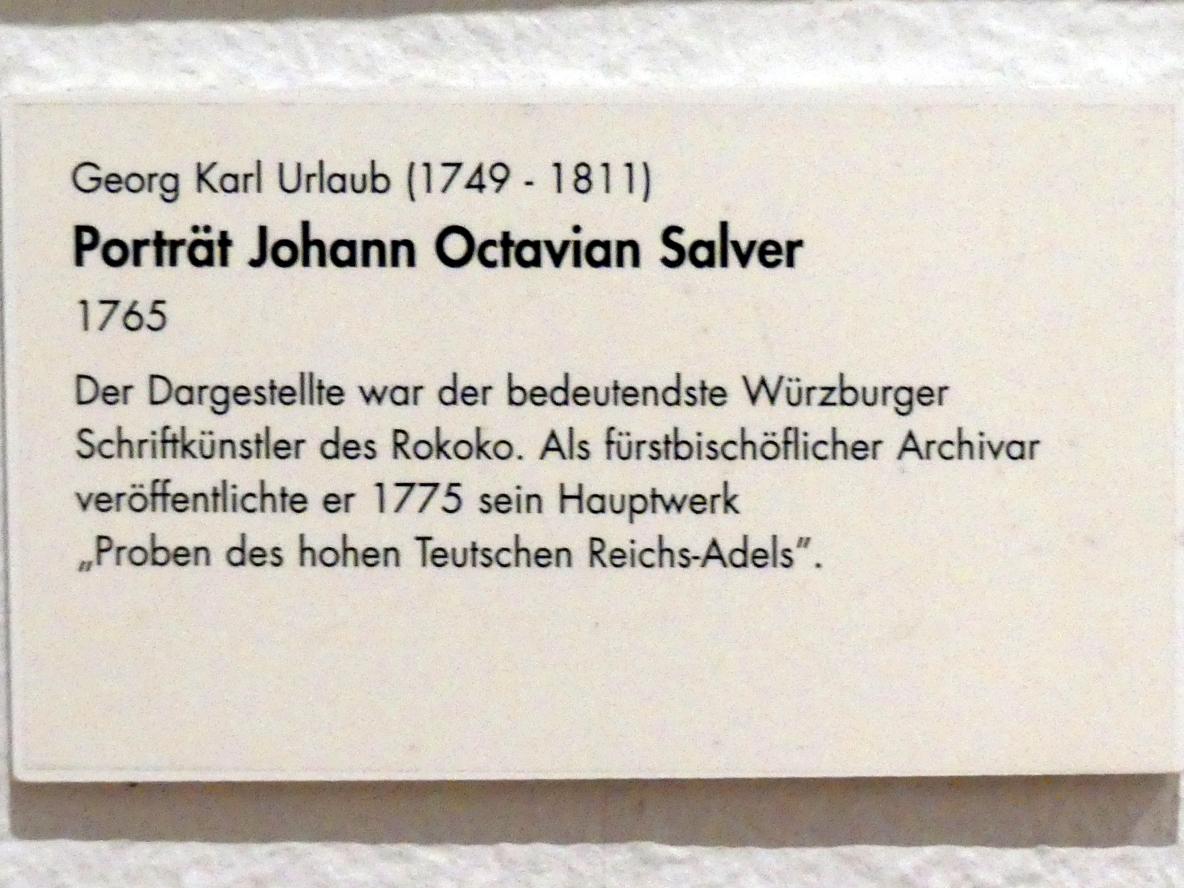 Georg Karl Urlaub (1749 - 1811)
Porträt Johann Octavian Salver
1765
Der Dargestellte war der bedeutendste Würzburger
Schriftkünstler des Rokoko. Als fürstbischöflicher Archivar
veröffentlichte er 1775 sein Hauptwerk
„Proben des hohen Teutschen Reichs-Adels”.